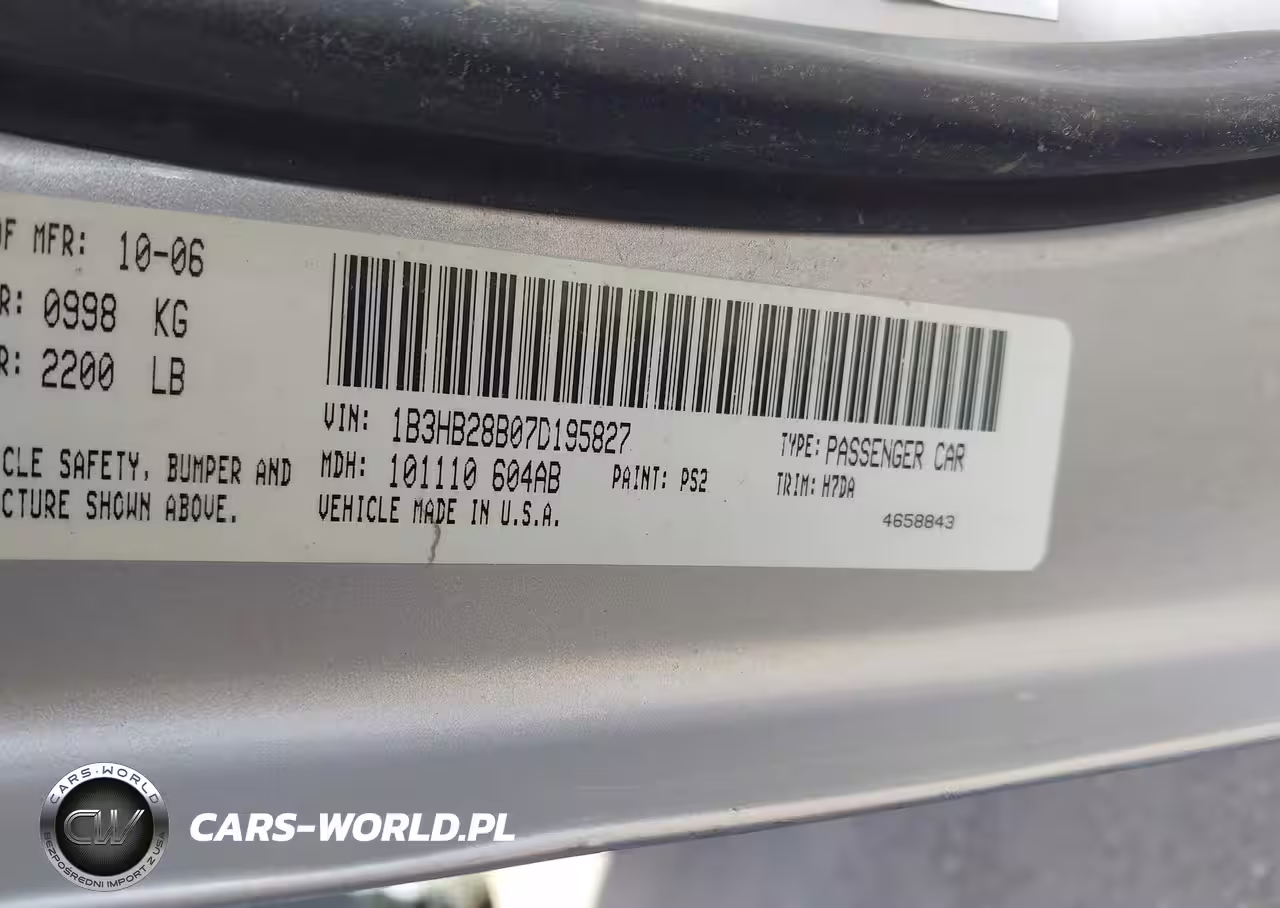 OF MFR: 10-06
R: 0998 KG
R: 2200 LB
CLE SAFETY, BUMPER AND
CTURE SHOWN ABOVE.
VIN: 1B3HB28B07D195827
MDH: 101110 604AB
PAINT: PS2
VEHICLE MADE IN U.S.A.
TYPE: PASSENGER CAR
TRIM: H7DA
4658843
CARS-WORLD
CW
BEZPOŚREDNI IMPORT Z USA
CARS-WORLD.PL